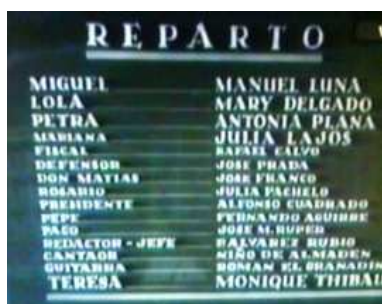 REPARTO
MIGUEL MANUEL LUNA
LOLA MARY DELGADO
PETRA ANTONIA PLANA
MARIANA JULIA LAJOS
FISCAL RAFAEL CALVO
DEFENSOR JOSE PRADA
DON MATIAS JOSE FRANCO
ROSARIO JULIA PACHELO
PRESIDENTE ALFONSO CUADRADO
PEPE FERNANDO AGUIRRE
PACO JOSE M. RUPER
REDACTOR-JEFE R ALVAREZ RUBIO
CANTAOR NIÑO DE ALMADEN
GUITARRA ROMAN EL GRANADIN
TERESA MONIQUE THIBAU